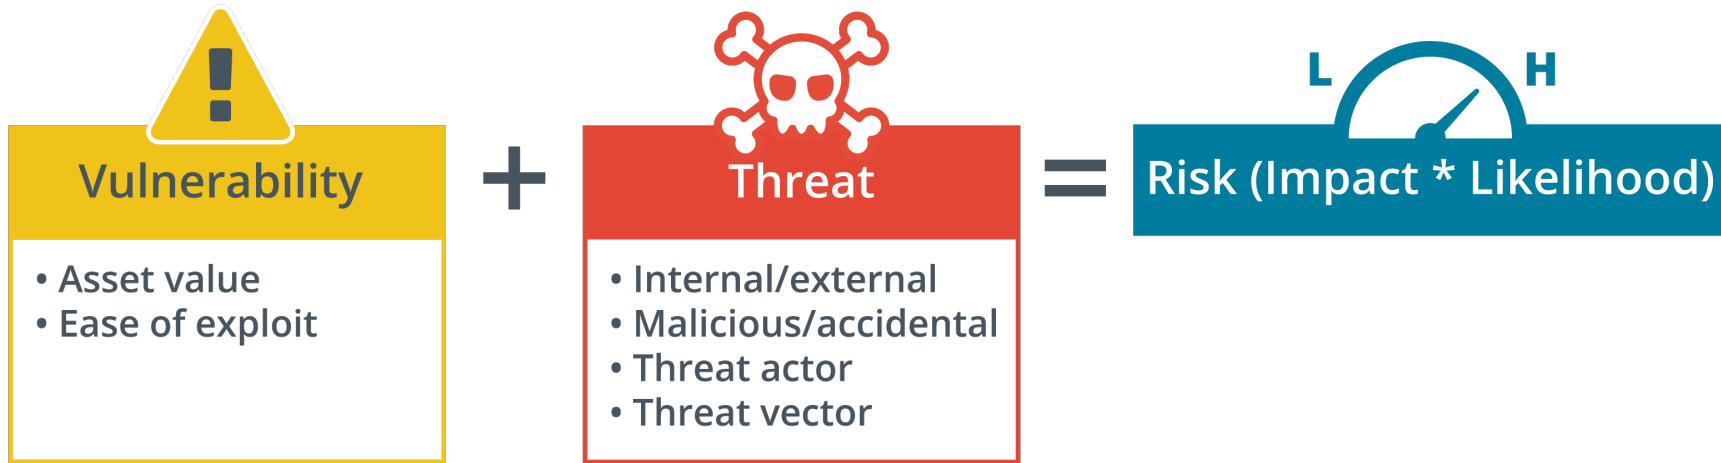 Vulnerability
• Asset value
• Ease of exploit
+
Threat
• Internal/external
• Malicious/accidental
• Threat actor
• Threat vector
=
L H
Risk (Impact * Likelihood)